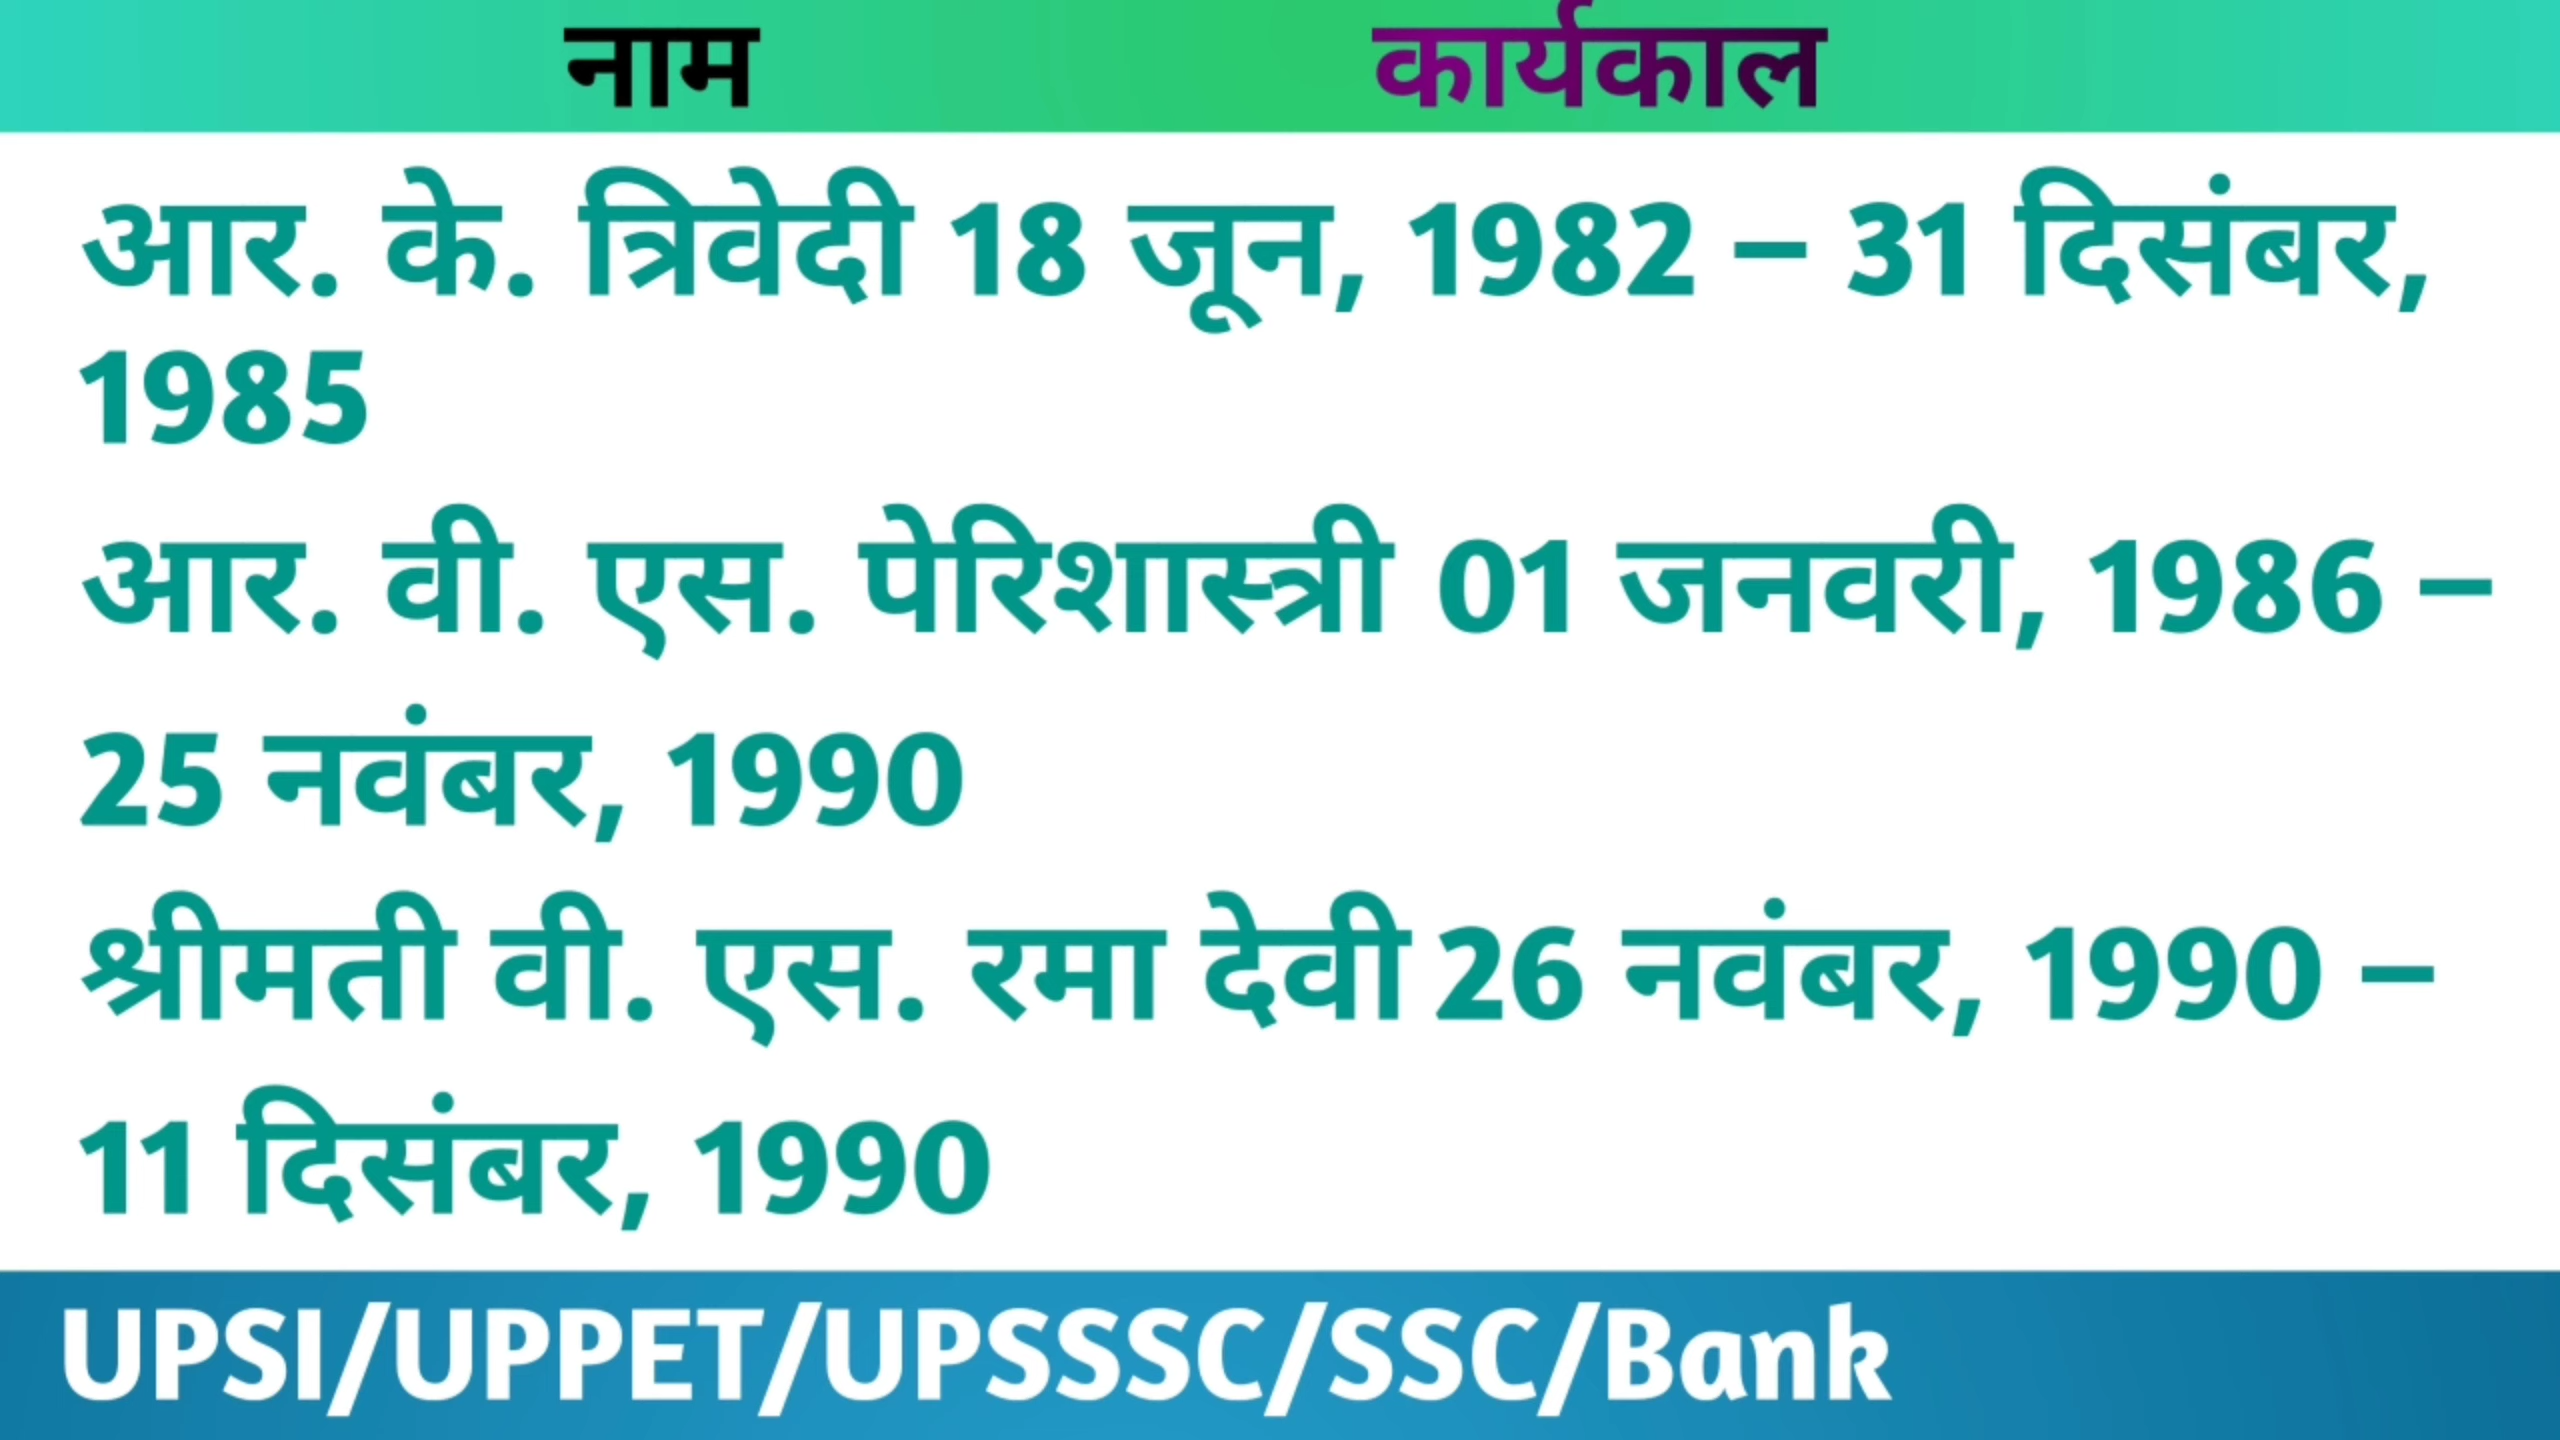 नाम कार्यकाल
आर. के. त्रिवेदी 18 जून, 1982 – 31 दिसंबर,
1985
आर. वी. एस. पेरिशास्त्री 01 जनवरी, 1986 –
25 नवंबर, 1990
श्रीमती वी. एस. रमा देवी 26 नवंबर, 1990 –
11 दिसंबर, 1990
UPSI/UPPET/UPSSSC/SSC/Bank